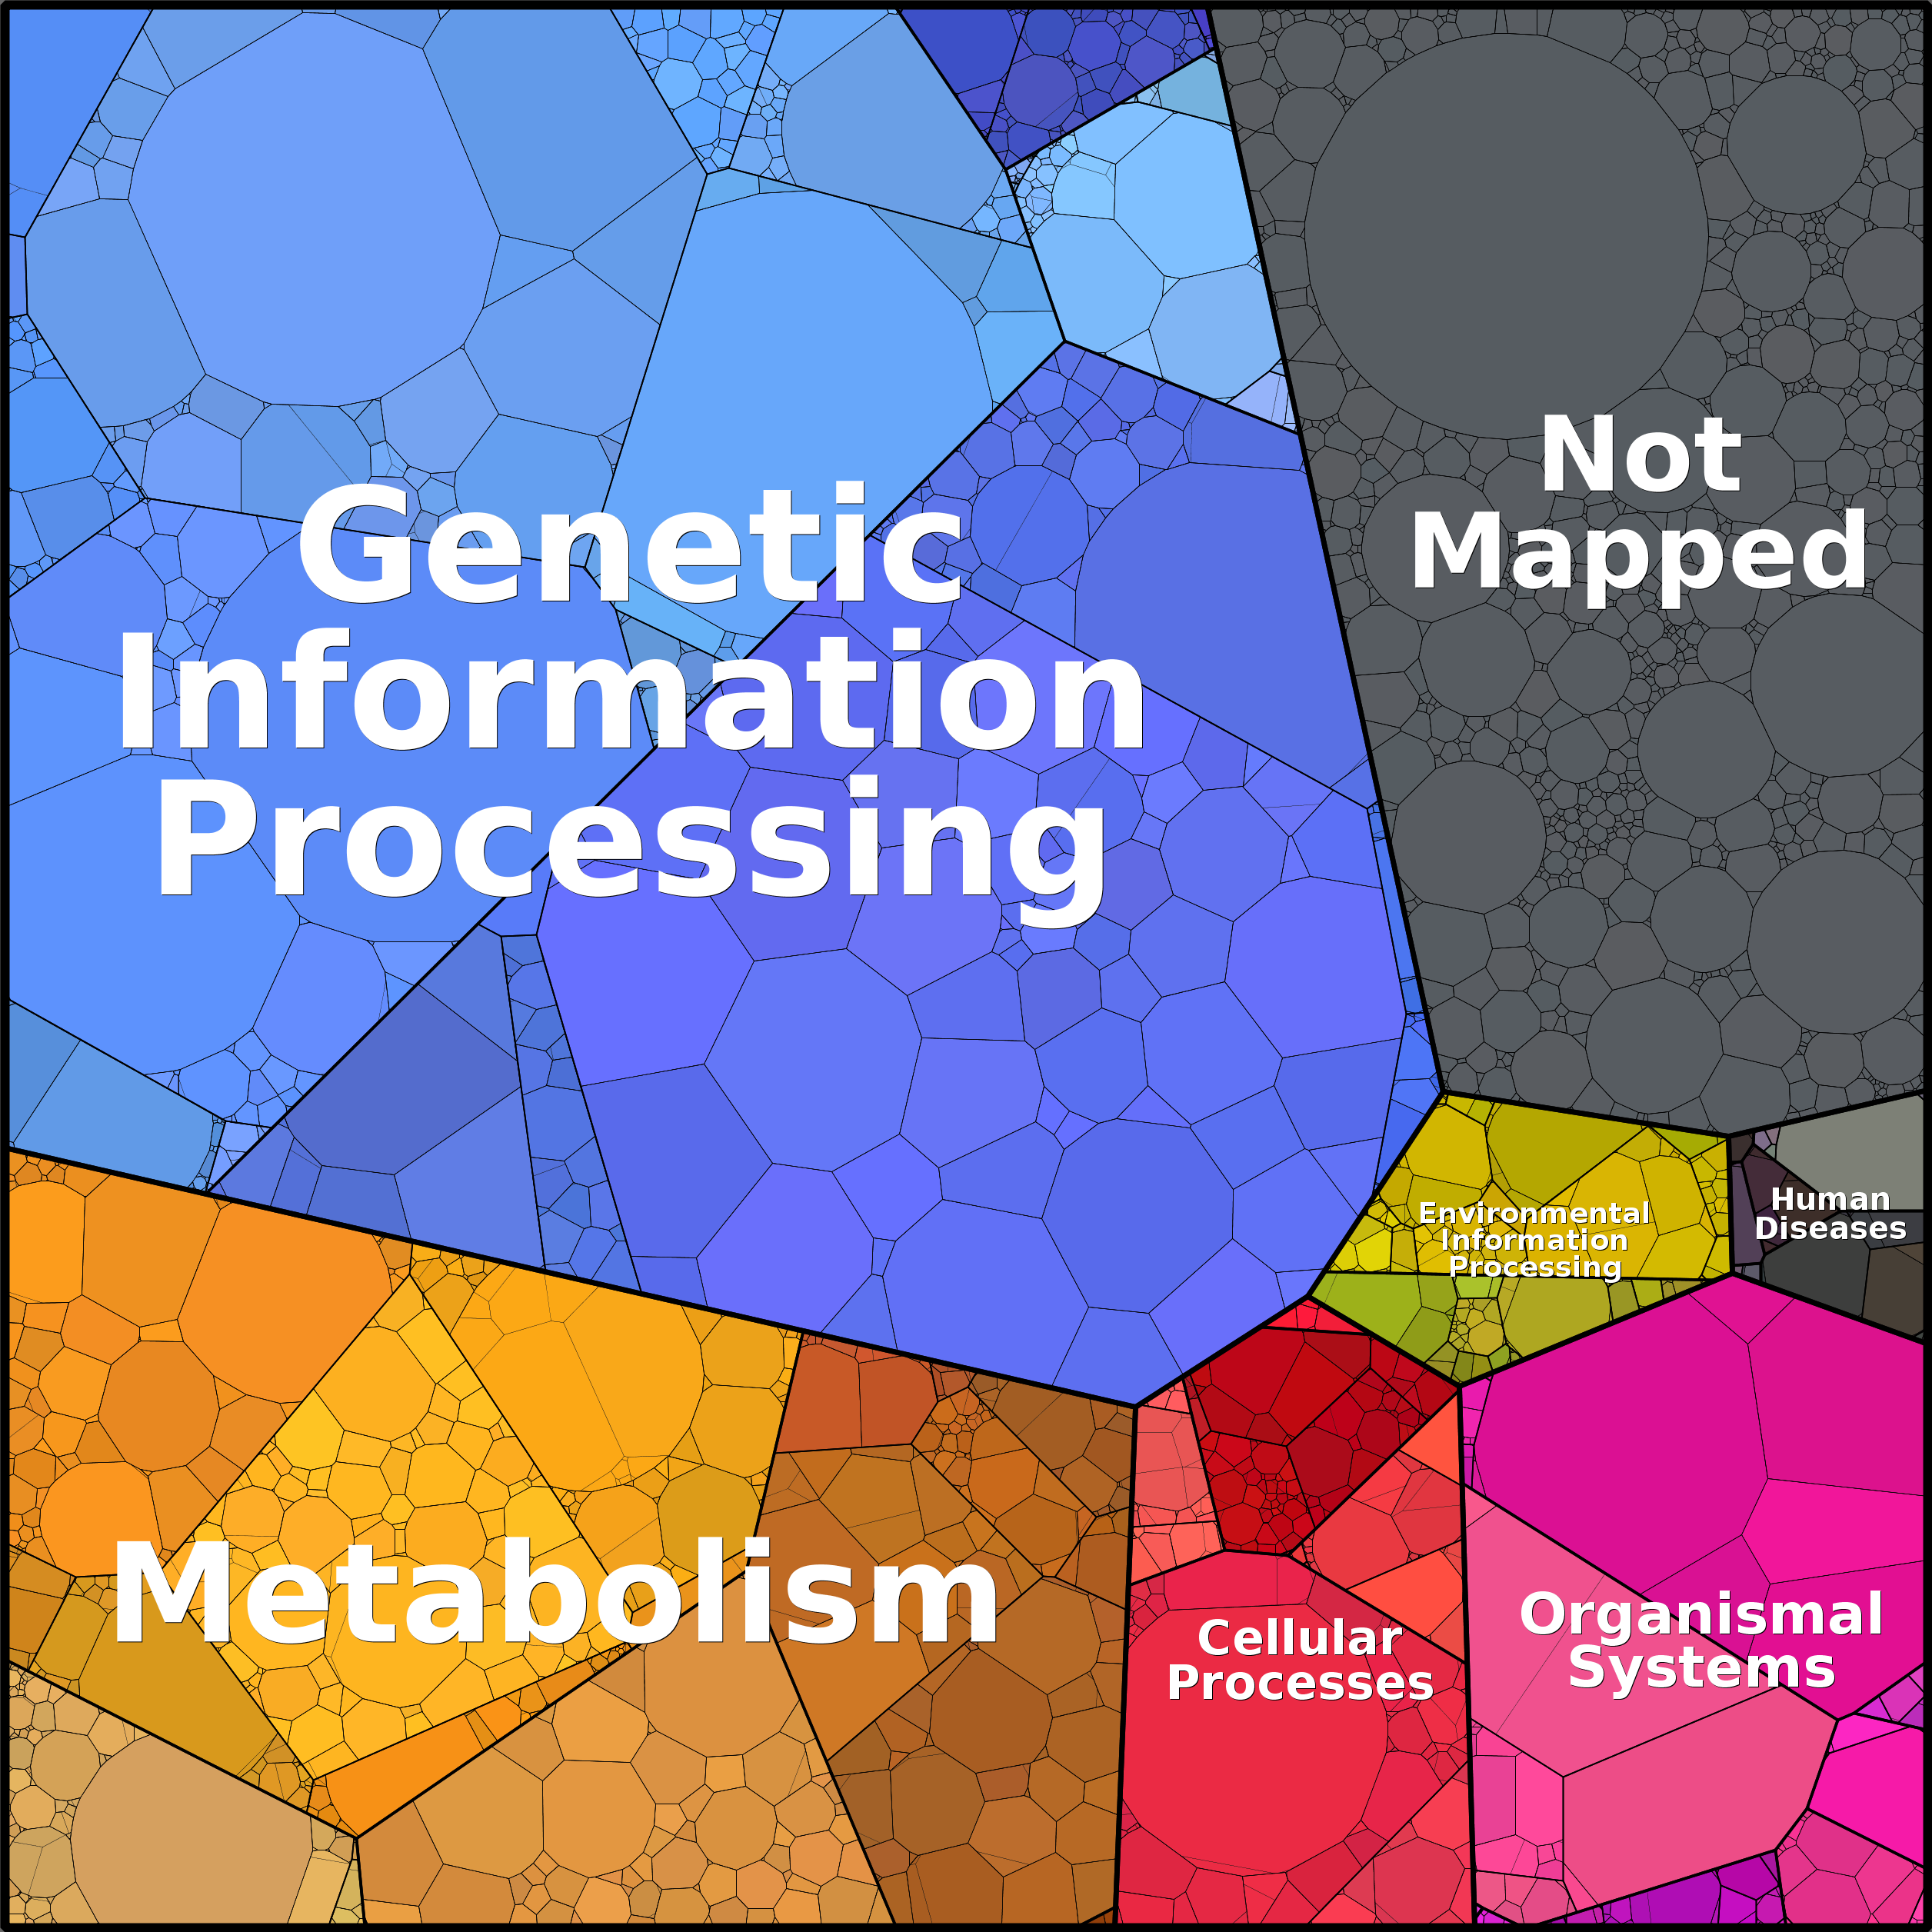 Genetic
Information
Processing
Not
Mapped
Environmental
Information
Processing
Human
Diseases
Metabolism
Cellular
Processes
Organismal
Systems